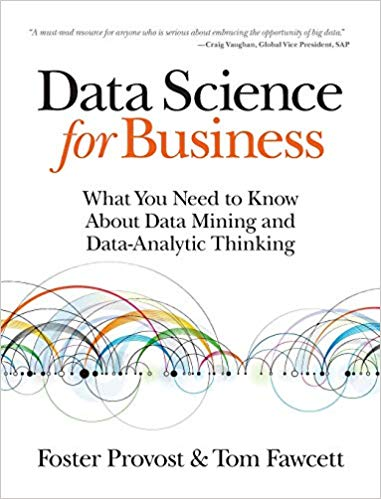 "A must-read resource for anyone who is serious about embracing the opportunity of big data."
—Craig Vaughan, Global Vice President, SAP
Data Science
for Business
What You Need to Know
About Data Mining and
Data-Analytic Thinking
Foster Provost & Tom Fawcett